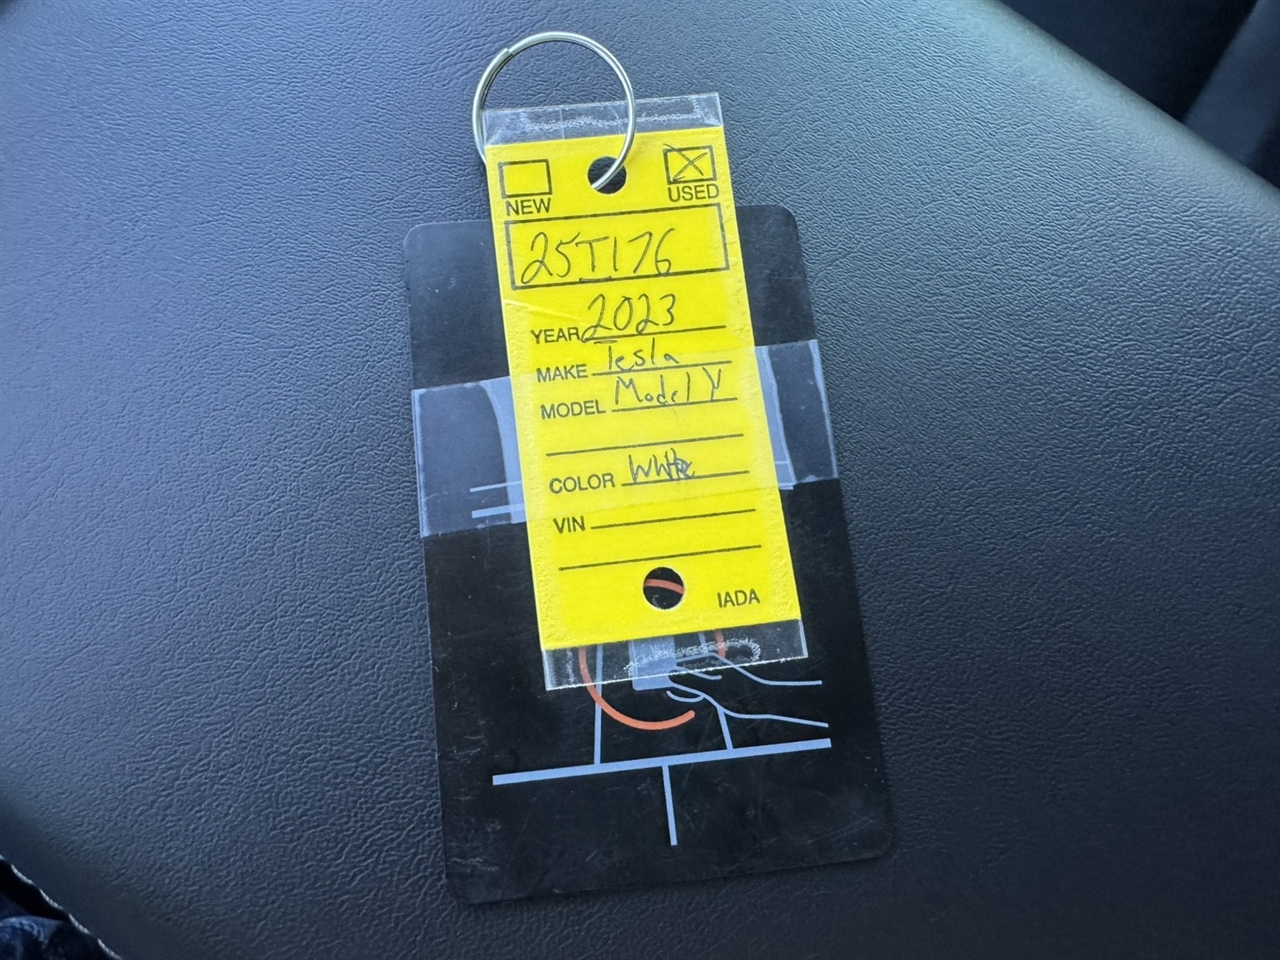 NEW USED
25T176
YEAR 2023
MAKE Tesla
MODEL Model Y
COLOR White
VIN
IADA